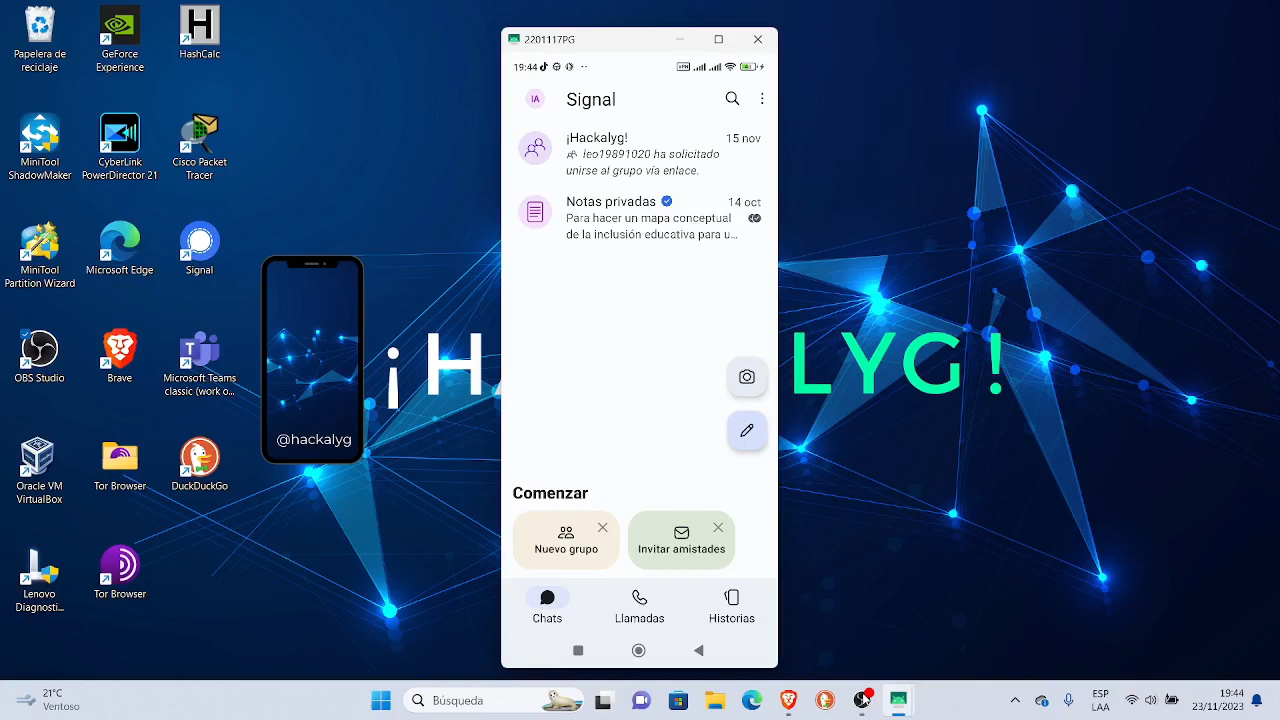 Papelera de
reciclaje
GeForce
Experience
HashCalc
MiniTool
ShadowMaker
CyberLink
PowerDirector 21
Cisco Packet
Tracer
MiniTool
Partition Wizard
Microsoft Edge
Signal
OBS Studio
Brave
Microsoft Teams
classic (work o...
Oracle VM
VirtualBox
Tor Browser
DuckDuckGo
Lenovo
Diagnosti...
Tor Browser
@hackalyg
¡H
LYG!
2201117PG
19:44
VPN
IA
Signal
¡Hackalyg!
15 nov
leo19891020 ha solicitado
unirse al grupo vía enlace.
Notas privadas
14 oct
Para hacer un mapa conceptual
de la inclusión educativa para u...
Comenzar
Nuevo grupo
Invitar amistades
Chats
Llamadas
Historias
21°C
Ventoso
Búsqueda
ESP
LAA
19:44
23/11/2023